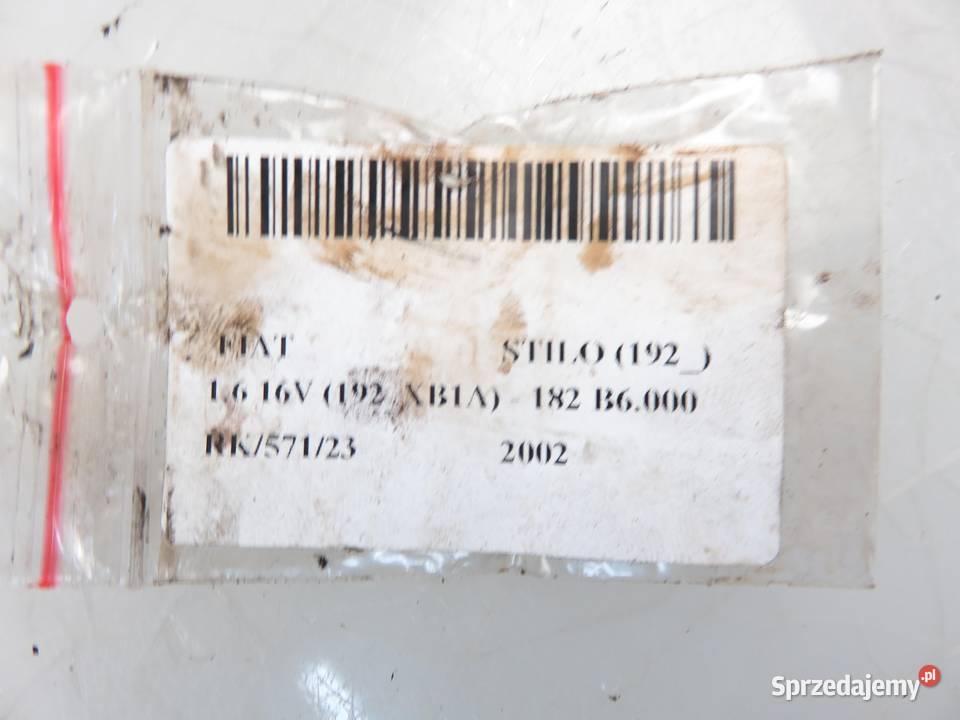 FIAT STILO (192_)
1.6 16V (192_XB1A) - 182 B6.000
RK/571/23 2002
Sprzedajemy.pl